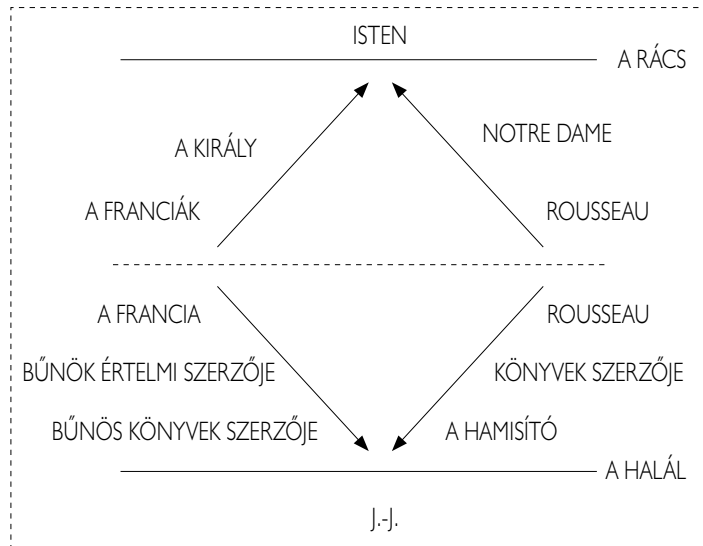 ISTEN
A RÁCS
A KIRÁLY
NOTRE DAME
A FRANCIÁK
ROUSSEAU
A FRANCIA
ROUSSEAU
BŰNÖK ÉRTELMI SZERZŐJE
KÖNYVEK SZERZŐJE
BŰNÖS KÖNYVEK SZERZŐJE
A HAMISÍTÓ
A HALÁL
J.-J.